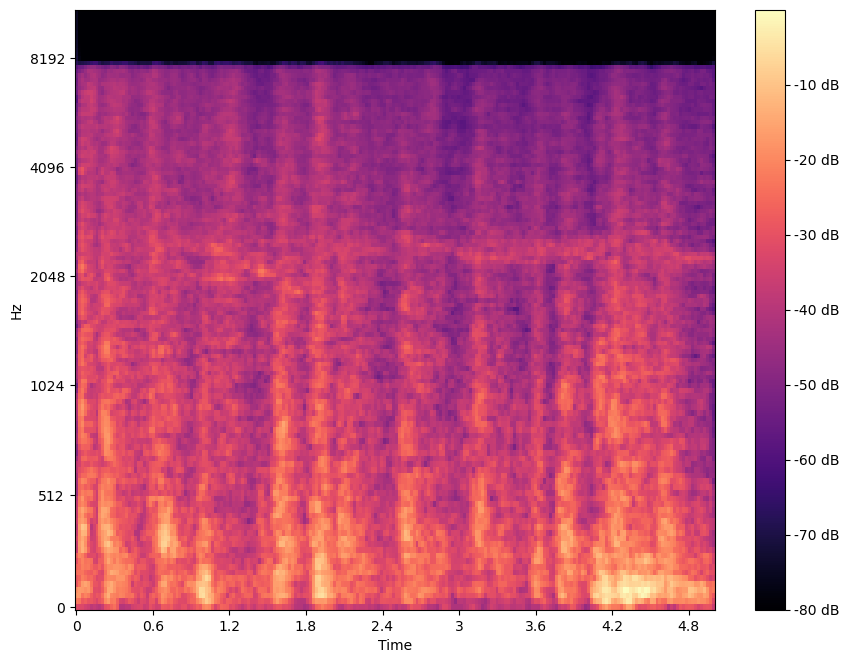 8192
4096
2048
1024
512
0
Hz
0 0.6 1.2 1.8 2.4 3 3.6 4.2 4.8
Time
-10 dB
-20 dB
-30 dB
-40 dB
-50 dB
-60 dB
-70 dB
-80 dB